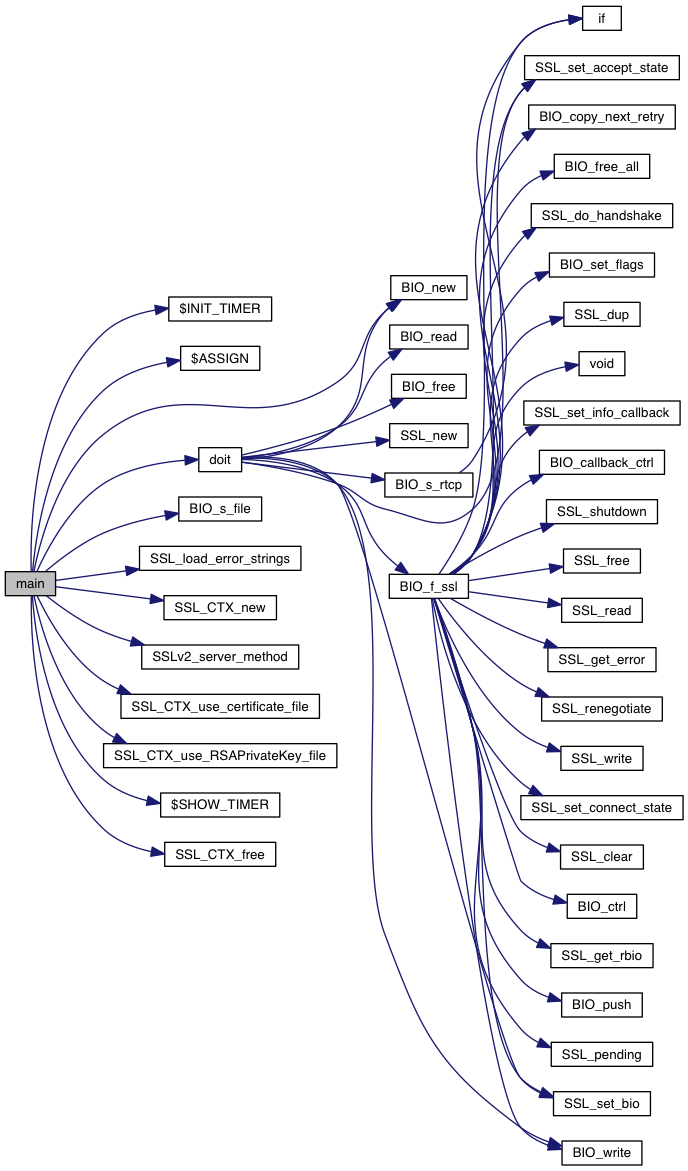 if
SSL_set_accept_state
BIO_copy_next_retry
BIO_free_all
SSL_do_handshake
BIO_set_flags
BIO_new
$INIT_TIMER
SSL_dup
BIO_read
$ASSIGN
void
BIO_free
SSL_set_info_callback
SSL_new
doit
BIO_callback_ctrl
BIO_s_rtcp
BIO_s_file
SSL_shutdown
SSL_load_error_strings
SSL_free
main
BIO_f_ssl
SSL_CTX_new
SSL_read
SSLv2_server_method
SSL_get_error
SSL_CTX_use_certificate_file
SSL_renegotiate
SSL_CTX_use_RSAPrivateKey_file
SSL_write
$SHOW_TIMER
SSL_set_connect_state
SSL_CTX_free
SSL_clear
BIO_ctrl
SSL_get_rbio
BIO_push
SSL_pending
SSL_set_bio
BIO_write